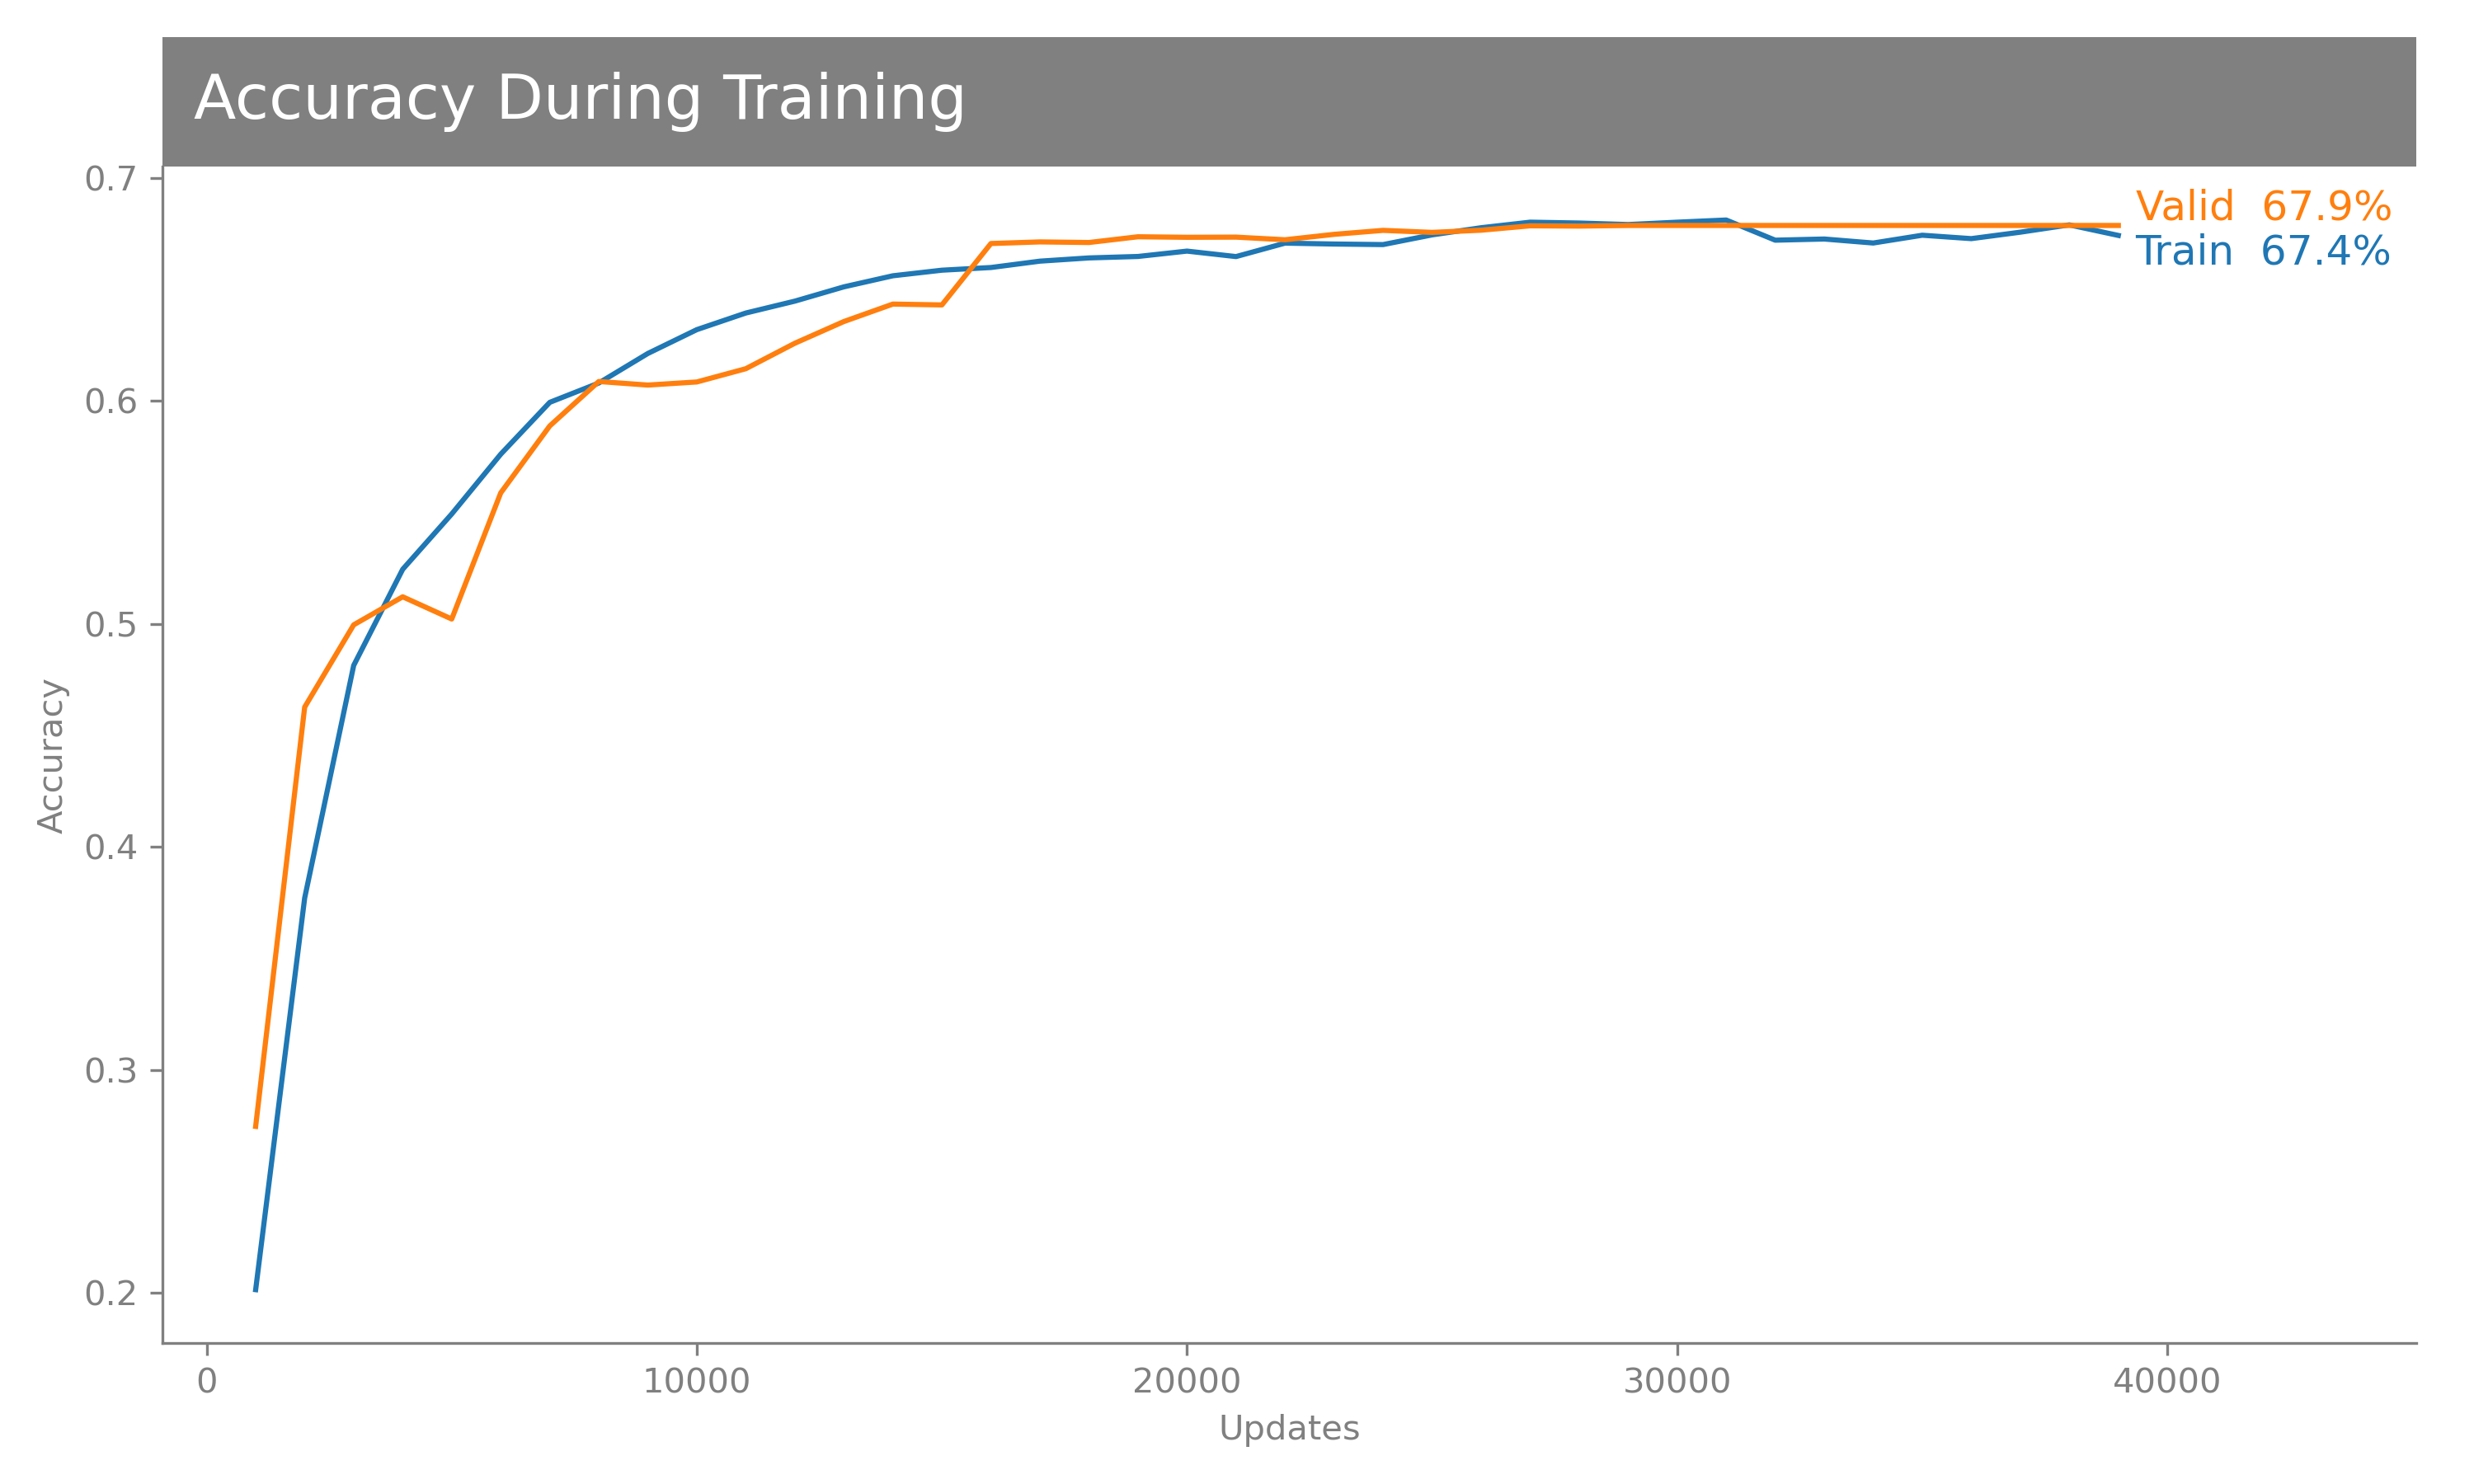 Accuracy During Training
0.7
0.6
0.5
0.4
0.3
0.2
Accuracy
Valid 67.9%
Train 67.4%
0 10000 20000 30000 40000
Updates